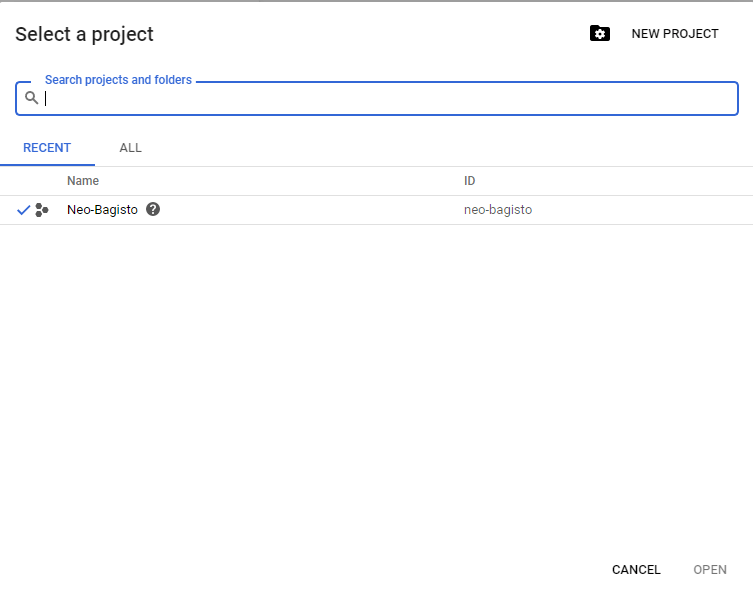 Select a project
NEW PROJECT
Search projects and folders
RECENT
ALL
Name
ID
Neo-Bagisto ?
neo-bagisto
CANCEL
OPEN